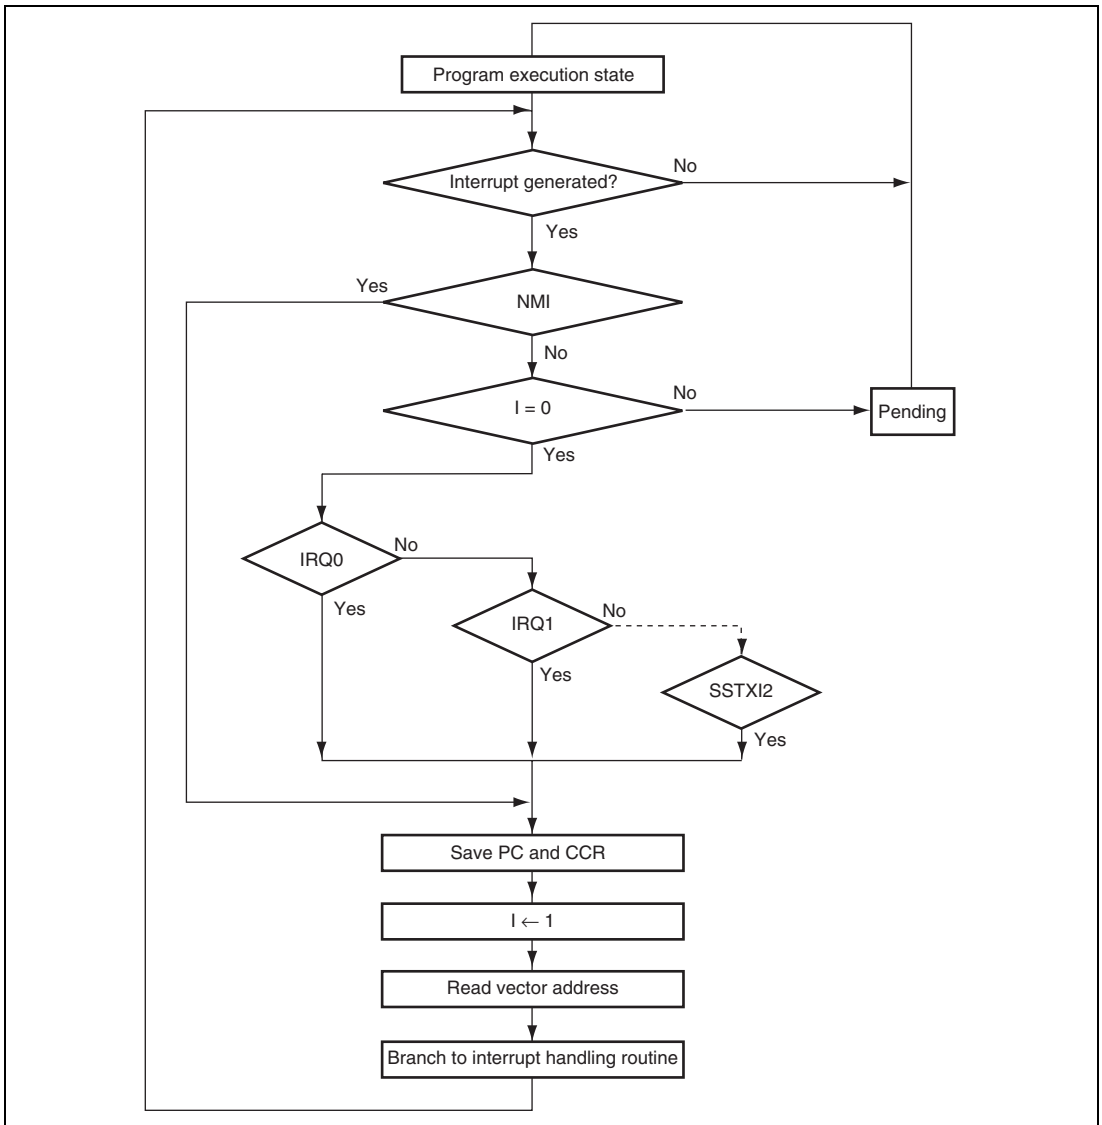 Program execution state
Interrupt generated?
No
Yes
Yes
NMI
No
I = 0
No
Pending
Yes
IRQ0
No
Yes
IRQ1
No
Yes
SSTXI2
Yes
Save PC and CCR
I ← 1
Read vector address
Branch to interrupt handling routine